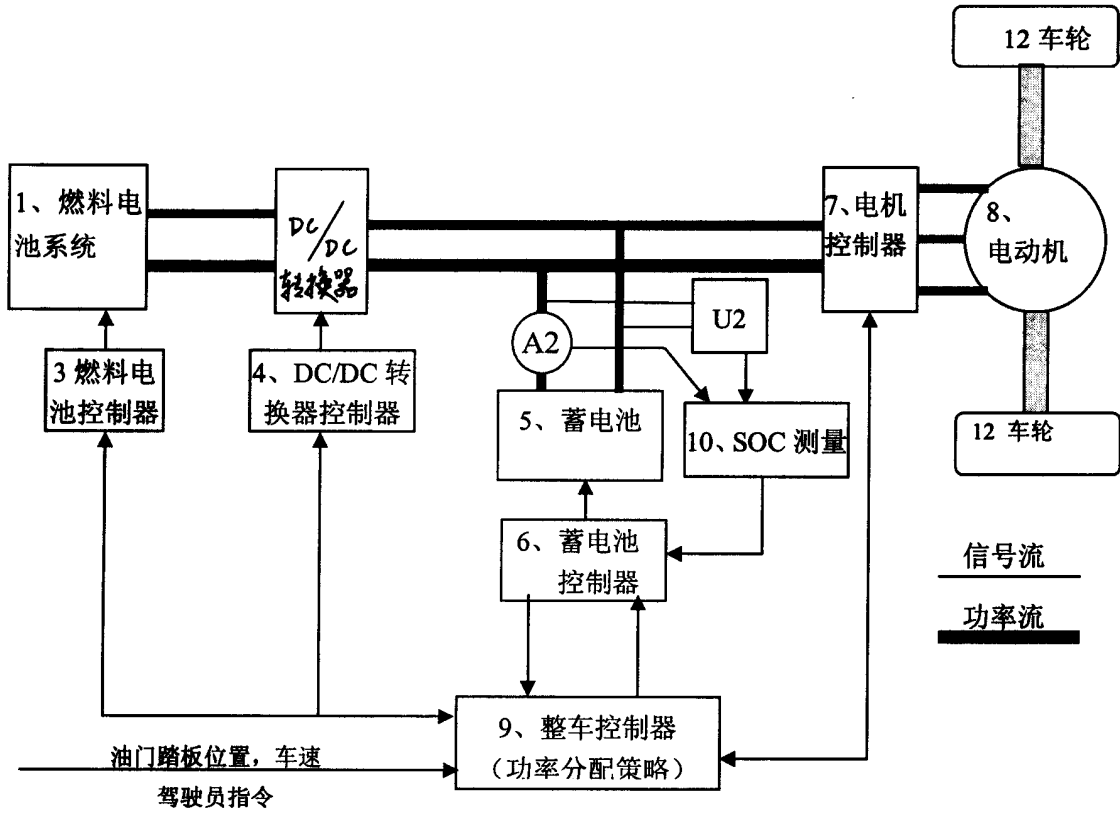 12 车轮
1、燃料电
池系统
DC/DC
转换器
7、电机
控制器
8、
电动机
U2
A2
3 燃料电
池控制器
4、DC/DC 转
换器控制器
5、蓄电池
10、SOC 测量
12 车轮
6、蓄电池
控制器
信号流
功率流
9、整车控制器
（功率分配策略）
油门踏板位置，车速
驾驶员指令